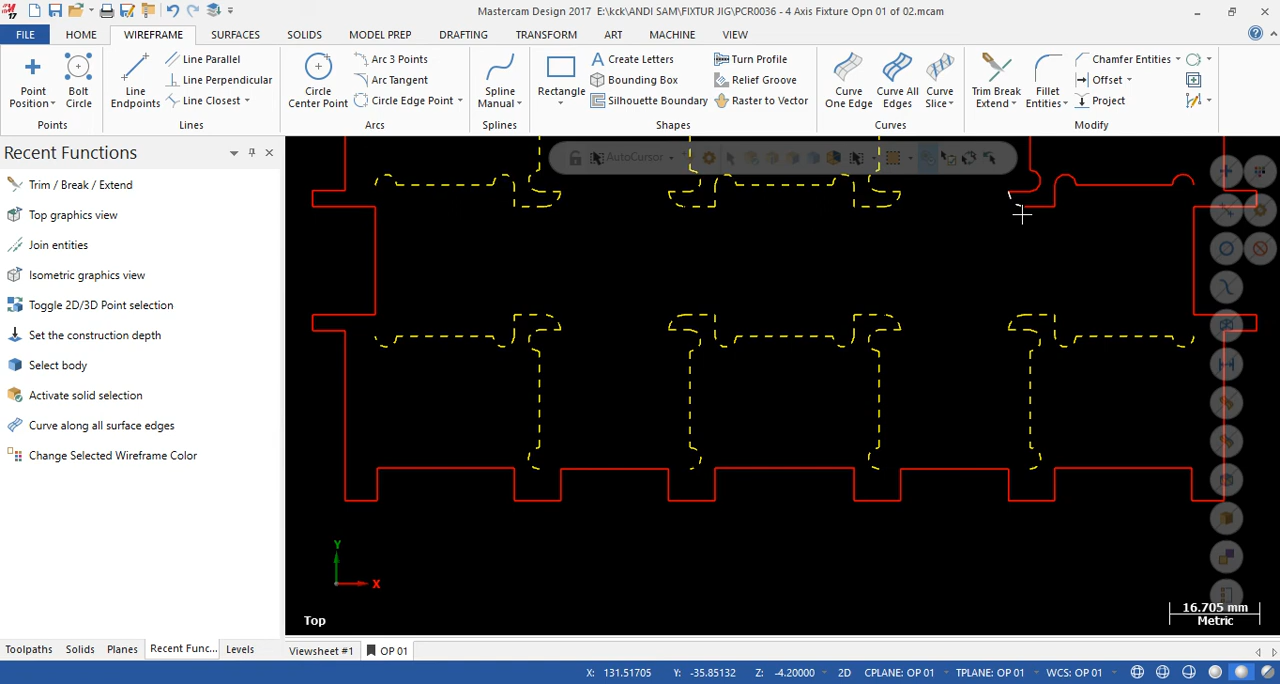 17
Mastercam Design 2017 E:\kck\ANDI SAM\FIXTUR JIG\PCR0036 - 4 Axis Fixture Opn 01 of 02.mcam
FILE HOME WIREFRAME SURFACES SOLIDS MODEL PREP DRAFTING TRANSFORM ART MACHINE VIEW
Point Position
Bolt Circle
Points
Line Endpoints
Line Parallel
Line Perpendicular
Line Closest
Lines
Circle Center Point
Arc 3 Points
Arc Tangent
Circle Edge Point
Arcs
Spline Manual
Splines
Rectangle
Create Letters
Bounding Box
Silhouette Boundary
Turn Profile
Relief Groove
Raster to Vector
Shapes
Curve One Edge
Curve All Edges
Curve Slice
Curves
Trim Break Extend
Fillet Entities
Chamfer Entities
Offset
Project
Modify
Recent Functions
Trim / Break / Extend
Top graphics view
Join entities
Isometric graphics view
Toggle 2D/3D Point selection
Set the construction depth
Select body
Activate solid selection
Curve along all surface edges
Change Selected Wireframe Color
AutoCursor
Y
X
Top
16.705 mm
Metric
Toolpaths Solids Planes Recent Func... Levels
Viewsheet #1 OP 01
X: 131.51705 Y: -35.85132 Z: -4.20000 2D CPLANE: OP 01 TPLANE: OP 01 WCS: OP 01